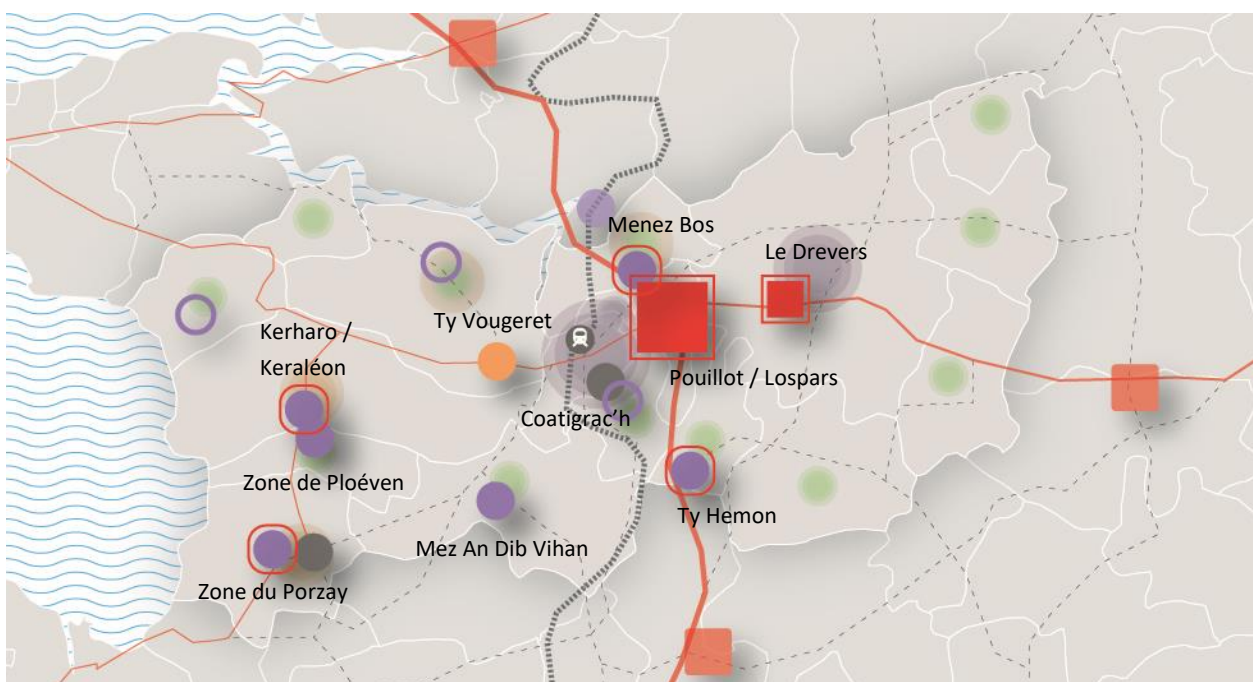 Menez Bos
Le Drevers
Kerharo /
Keraléon
Ty Vougeret
Pouillot / Lospars
Coatigrac’h
Zone de Ploéven
Ty Hemon
Mez An Dib Vihan
Zone du Porzay